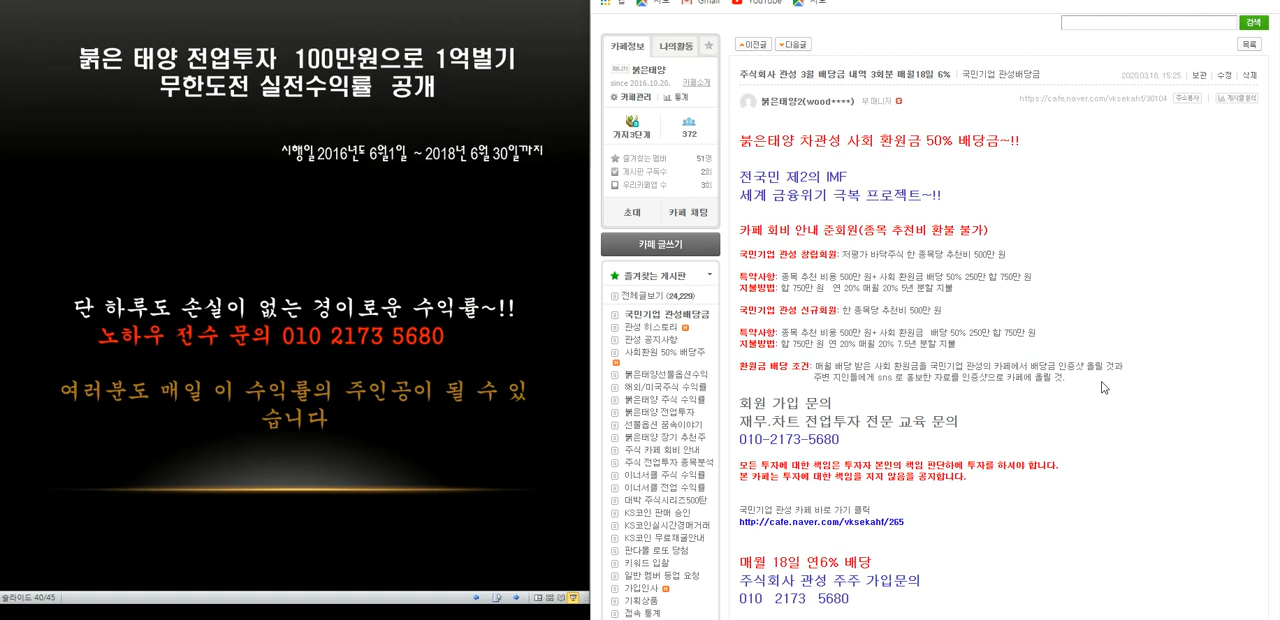 붉은 태양 전업투자 100만원으로 1억벌기
무한도전 실전수익률 공개
시행일 2016년도 6월1일 ~ 2018년 6월 30일까지
단 하루도 손실이 없는 경이로운 수익률~!!
노하우 전수 문의 010 2173 5680
여러분도 매일 이 수익률의 주인공이 될 수 있
습니다
슬라이드 40/45
Gmail
YouTube
지도
검색
카페정보 나의활동
매니저 붉은태양
since 2016.10.20. 카페소개
카페관리 통계
가지3단계 372
즐겨찾는 멤버 51명
게시판 구독수 2회
우리카페앱 수 3회
초대 카페 채팅
카페 글쓰기
즐겨찾는 게시판
전체글보기 (24,229)
국민기업 관성배당금
관성 히스토리
관성 공지사항
사회환원 50% 배당주
붉은태양선물옵션수익
해외/미국주식 수익률
붉은태양 주식 수익률
붉은태양 전업투자
선물옵션 꿈속이야기
붉은태양 장기 추천주
주식 카페 회비 안내
주식 전업투자 종목분석
이너서클 주식 수익률
이너서클 전업 수익률
대박 주식시리즈500탄
KS코인 판매 승인
KS코인실시간경매거래
KS코인 무료채굴안내
판다폴 로또 당첨
키워드 입찰
일반 멤버 등업 요청
가입인사
기획상품
접속 통계
이전글 다음글 목록
주식회사 관성 3월 배당금 내역 3회분 매월18일 6% | 국민기업 관성배당금 2020.03.18. 15:25 | 보관 | 수정 | 삭제
붉은태양2(wood****) 부매니저 https://cafe.naver.com/vksekahf/30104 주소복사 | 게시글 분석
붉은태양 차관성 사회 환원금 50% 배당금~!!
전국민 제2의 IMF
세계 금융위기 극복 프로젝트~!!
카페 회비 안내 준회원(종목 추천비 환불 불가)
국민기업 관성 창립회원: 저평가 바닥주식 한 종목당 추천비 500만 원
특약사항: 종목 추천 비용 500만 원+ 사회 환원금 배당 50% 250만 합 750만 원
지불방법: 합 750만 원 연 20% 매월 20% 5년 분할 지불
국민기업 관성 신규회원: 한 종목당 추천비 500만 원
특약사항: 종목 추천 비용 500만 원+ 사회 환원금 배당 50% 250만 합 750만 원
지불방법: 합 750만 원 연 20% 매월 20% 7.5년 분할 지불
환원금 배당 조건: 매월 배당 받은 사회 환원금을 국민기업 관성의 카페에서 배당금 인증샷 올릴 것과
주변 지인들에게 sns 로 홍보한 자료를 인증샷으로 카페에 올릴 것.
회원 가입 문의
재무.차트 전업투자 전문 교육 문의
010-2173-5680
모든 투자에 대한 책임은 투자자 본인의 책임 판단하에 투자를 하셔야 합니다.
본 카페는 투자에 대한 책임을 지지 않음을 공지합니다.
국민기업 관성 카페 바로 가기 클릭
http://cafe.naver.com/vksekahf/265
매월 18일 연6% 배당
주식회사 관성 주주 가입문의
010 2173 5680